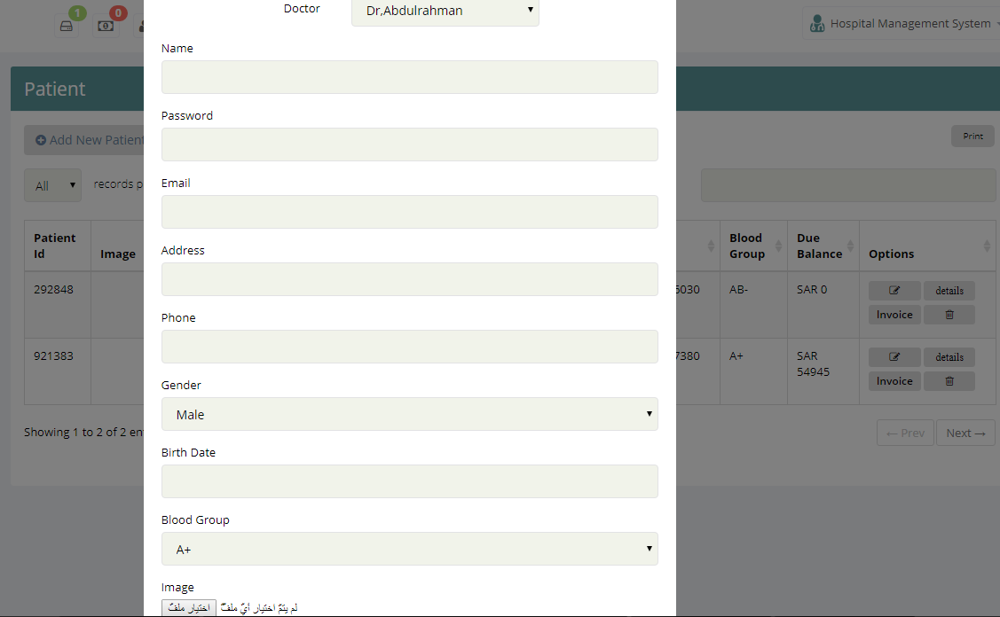 1
0
Hospital Management System
Doctor
Dr,Abdulrahman
Patient
Add New Patient
Print
All
records p
Name
Password
Email
Address
Phone
Gender
Male
Birth Date
Blood Group
A+
Image
اختيار ملفّ لم يتمّ اختيار أيّ ملفّ
Patient Id
Image
Blood Group
Due Balance
Options
292848
6030
AB-
SAR 0
details
Invoice
921383
7380
A+
SAR 54945
details
Invoice
Showing 1 to 2 of 2 en
← Prev
Next →